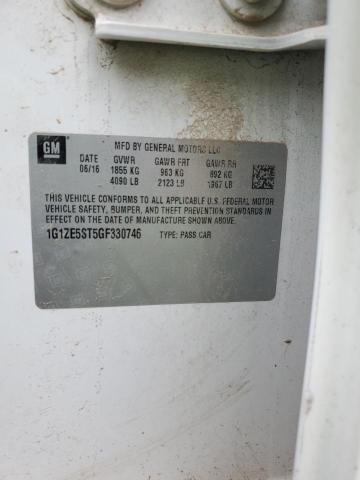 GM
MFD BY GENERAL MOTORS LLC
DATE GVWR GAWR FRT GAWR RR
06/16 1855 KG 963 KG 892 KG
4090 LB 2123 LB 1967 LB
THIS VEHICLE CONFORMS TO ALL APPLICABLE U.S. FEDERAL MOTOR
VEHICLE SAFETY, BUMPER, AND THEFT PREVENTION STANDARDS
IN EFFECT ON THE DATE OF MANUFACTURE SHOWN ABOVE.
1G1ZE5ST5GF330746 TYPE: PASS CAR